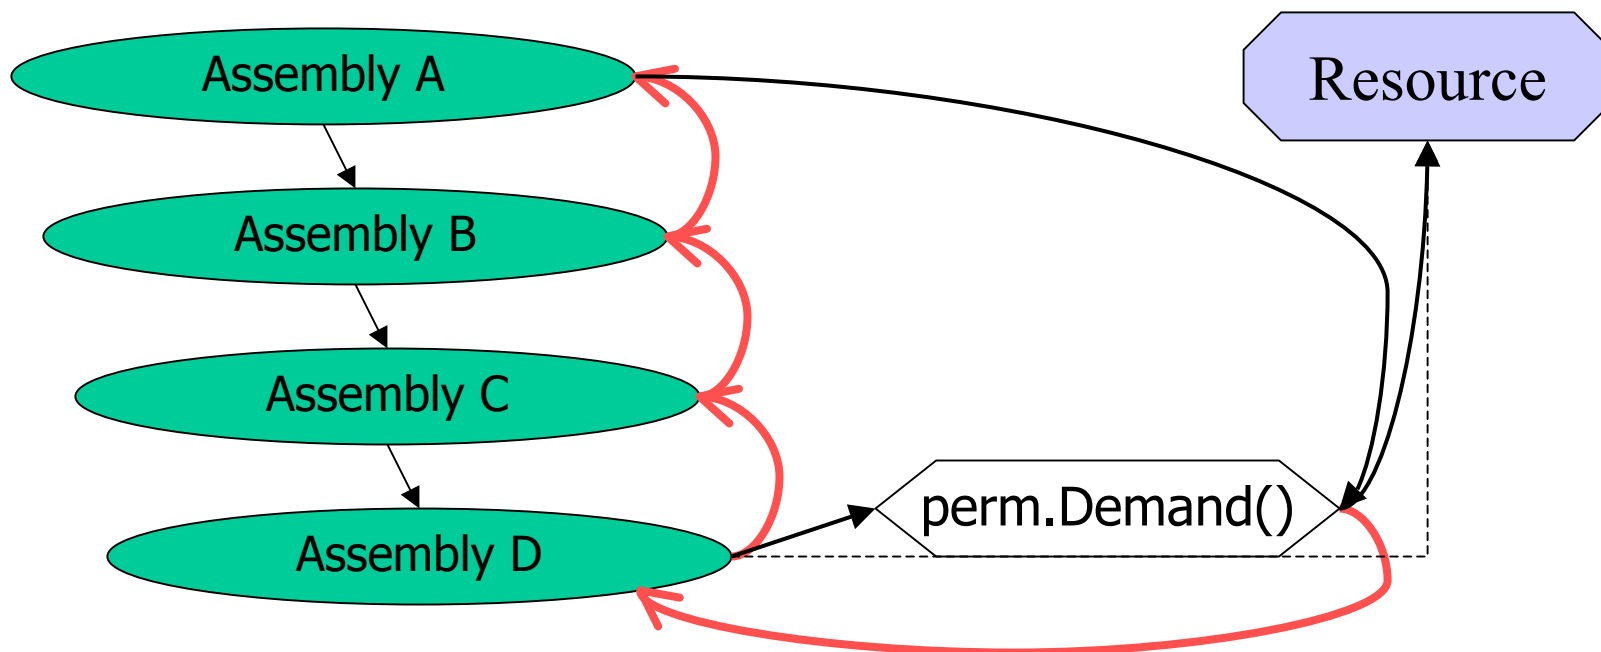 Assembly A
Resource
Assembly B
Assembly C
perm.Demand()
Assembly D